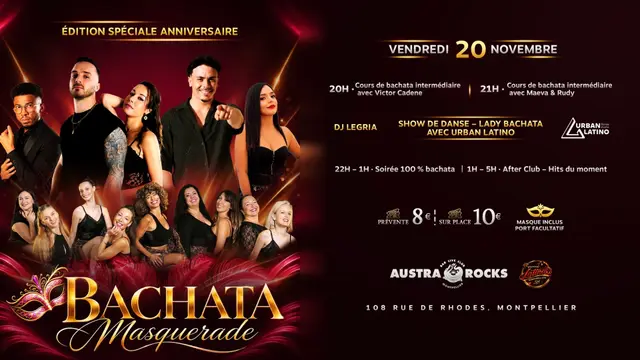 ÉDITION SPÉCIALE ANNIVERSAIRE
BACHATA
Masquerade
VENDREDI 20 NOVEMBRE
20H · Cours de bachata intermédiaire
avec Victor Cadene
21H · Cours de bachata intermédiaire
avec Maeva & Rudy
DJ LEGRIA
SHOW DE DANSE – LADY BACHATA
AVEC URBAN LATINO
URBAN
LATINO
22H – 1H · Soirée 100 % bachata | 1H – 5H · After Club – Hits du moment
PRÉVENTE 8€
SUR PLACE 10€
MASQUE INCLUS
PORT FACULTATIF
AUSTRA ROCKS
108 RUE DE RHODES, MONTPELLIER